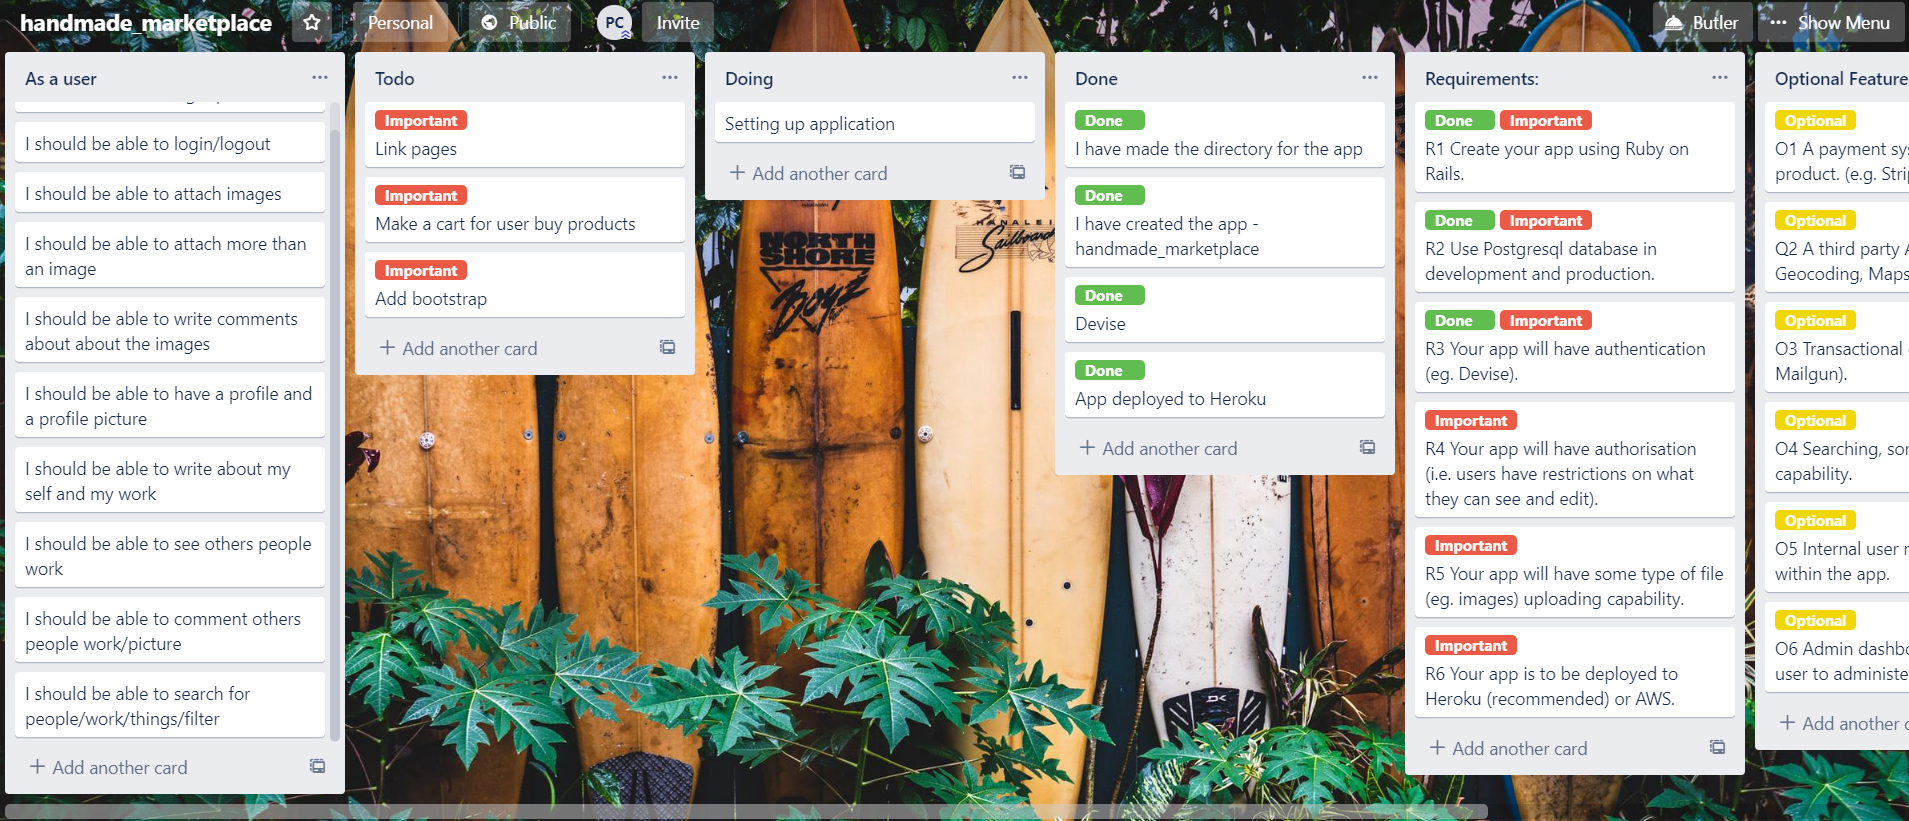 handmade_marketplace
Personal
Public
PC
Invite
Butler
Show Menu
As a user
I should be able to login/logout
I should be able to attach images
I should be able to attach more than
an image
I should be able to write comments
about about the images
I should be able to have a profile and
a profile picture
I should be able to write about my
self and my work
I should be able to see others people
work
I should be able to comment others
people work/picture
I should be able to search for
people/work/things/filter
+ Add another card
Todo
Important
Link pages
Important
Make a cart for user buy products
Important
Add bootstrap
+ Add another card
Doing
Setting up application
+ Add another card
Done
Done
I have made the directory for the app
Done
I have created the app -
handmade_marketplace
Done
Devise
Done
App deployed to Heroku
+ Add another card
Requirements:
Done Important
R1 Create your app using Ruby on
Rails.
Done Important
R2 Use Postgresql database in
development and production.
Done Important
R3 Your app will have authentication
(eg. Devise).
Important
R4 Your app will have authorisation
(i.e. users have restrictions on what
they can see and edit).
Important
R5 Your app will have some type of file
(eg. images) uploading capability.
Important
R6 Your app is to be deployed to
Heroku (recommended) or AWS.
+ Add another card
Optional Feature
Optional
O1 A payment sys
product. (e.g. Strip
Optional
Q2 A third party
Geocoding, Maps
Optional
O3 Transactional
Mailgun).
Optional
O4 Searching, sor
capability.
Optional
O5 Internal user
within the app.
Optional
O6 Admin dashbo
user to administe
+ Add another
NORTH
SHORE
BOYZ
HANALEI
Sailboard
DK